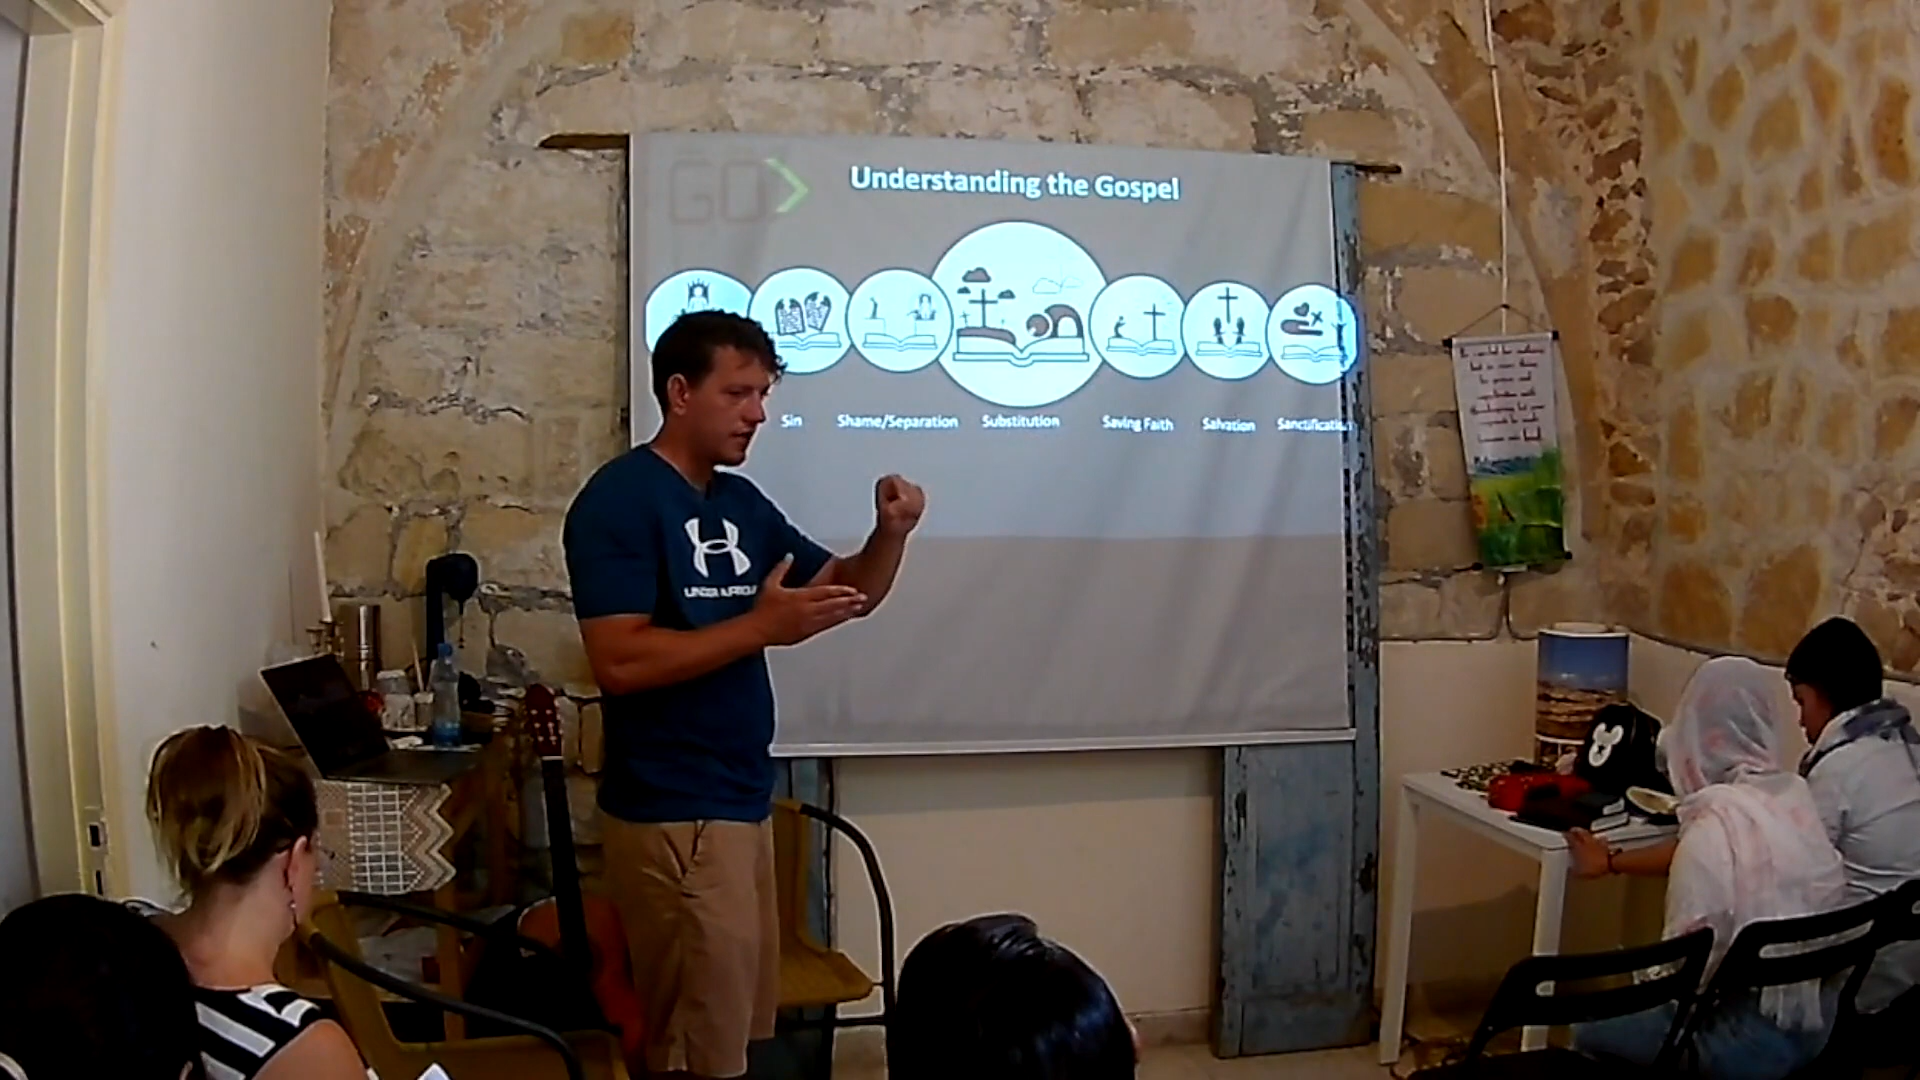 GO>
Understanding the Gospel
Sin
Shame/Separation
Substitution
Saving Faith
Salvation
UNDER ARMOUR